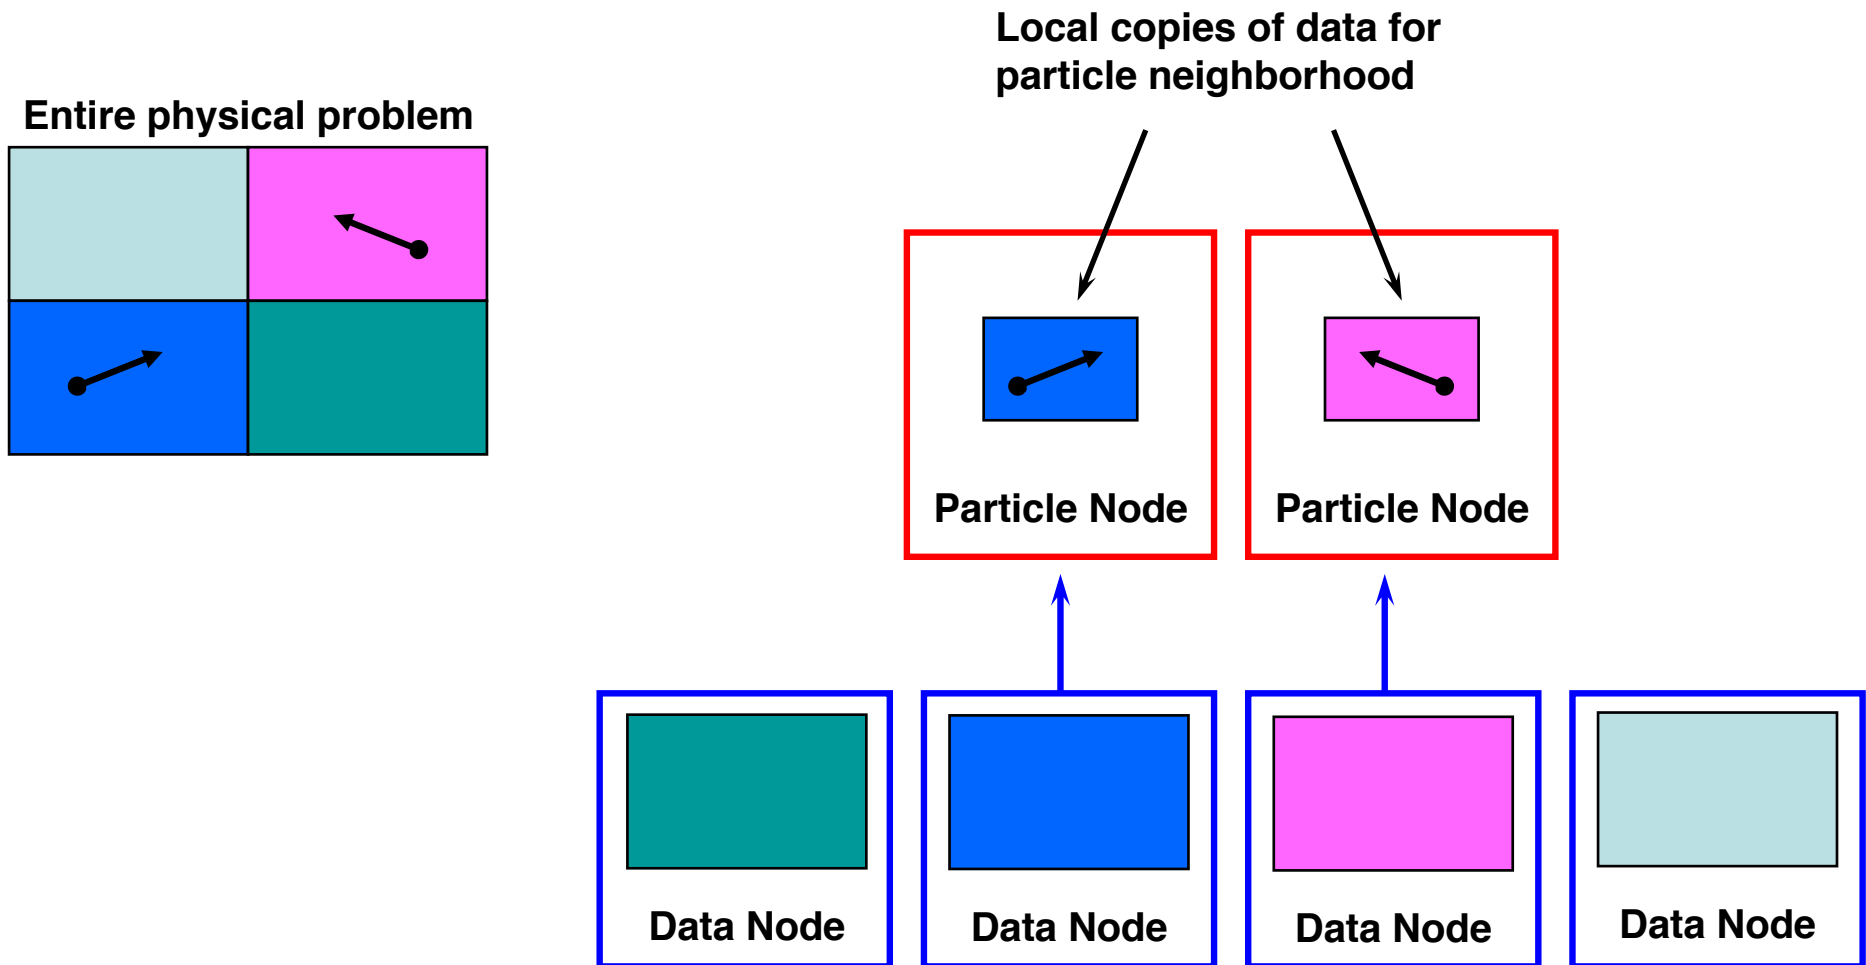 Local copies of data for
particle neighborhood
Entire physical problem
Particle Node
Particle Node
Data Node
Data Node
Data Node
Data Node